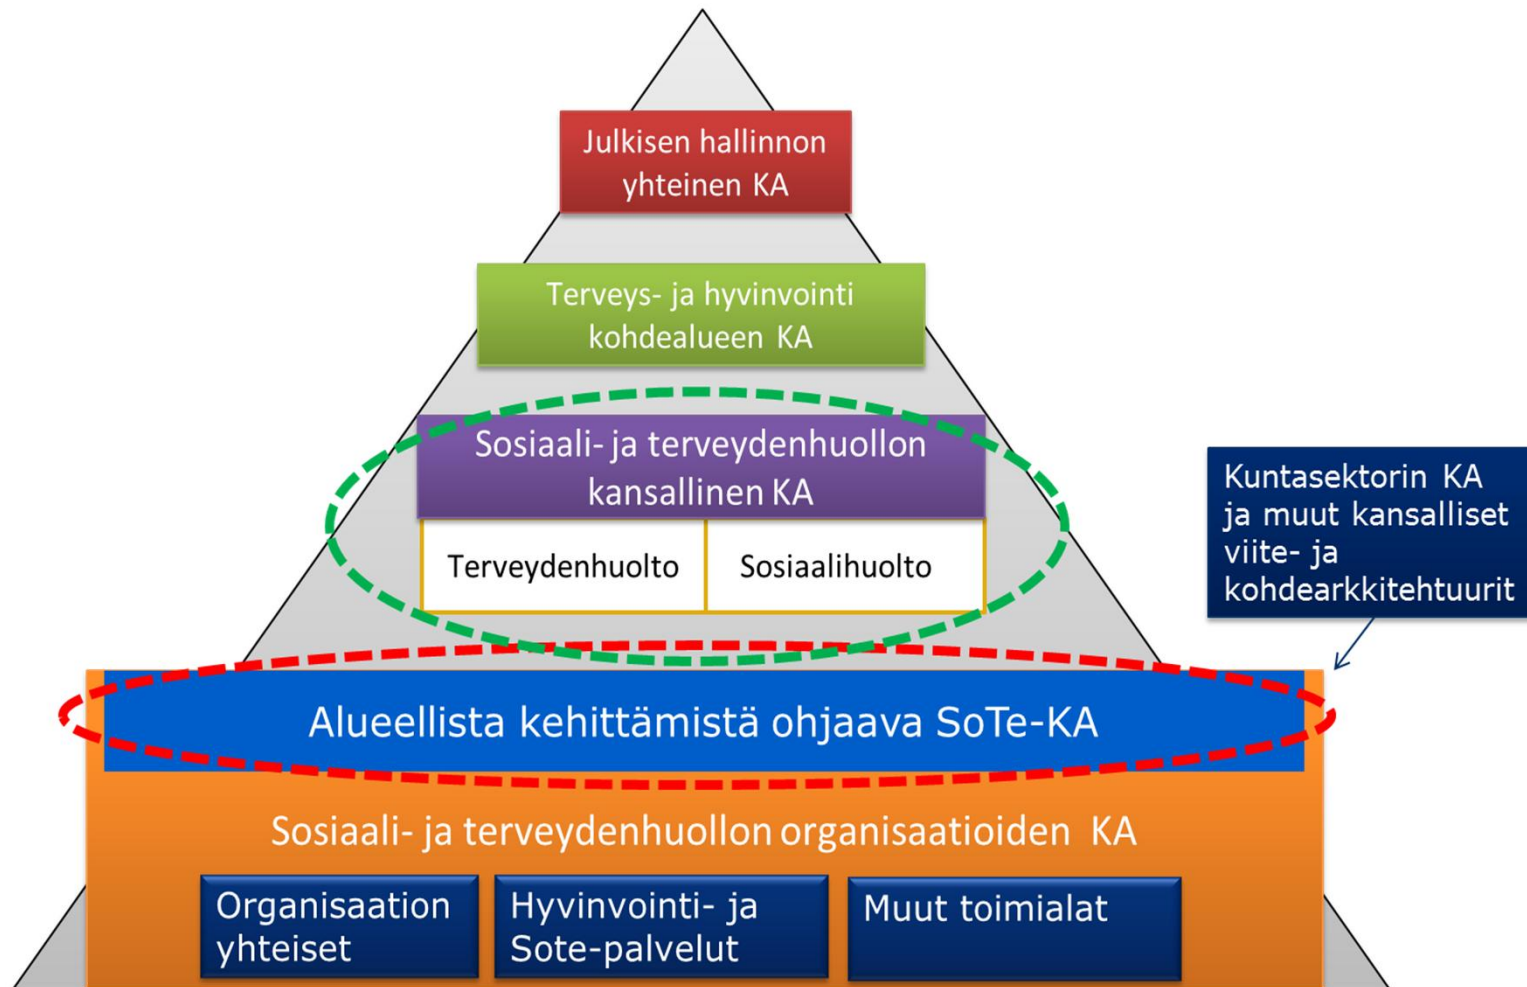 Julkisen hallinnon
yhteinen KA
Terveys- ja hyvinvointi
kohdealueen KA
Sosiaali- ja terveydenhuollon
kansallinen KA
Terveydenhuolto
Sosiaalihuolto
Kuntasektorin KA
ja muut kansalliset
viite- ja
kohdearkkitehtuurit
Alueellista kehittämistä ohjaava SoTe-KA
Sosiaali- ja terveydenhuollon organisaatioiden KA
Organisaation
yhteiset
Hyvinvointi- ja
Sote-palvelut
Muut toimialat